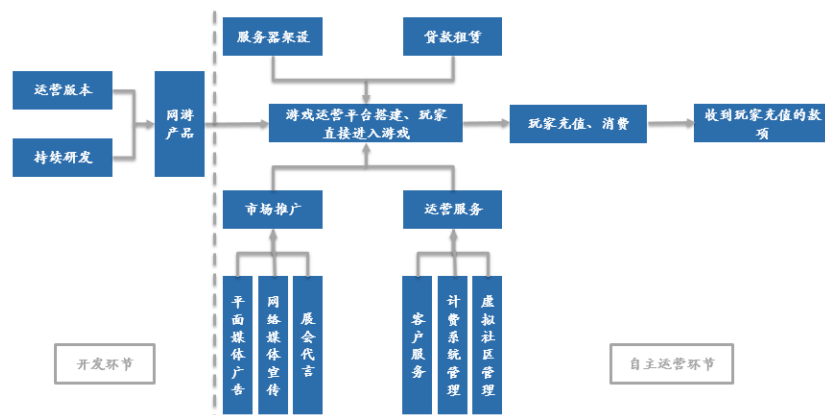 服务器架设
贷款租赁
运营版本
持续研发
网游
产品
游戏运营平台搭建、玩家
直接进入游戏
玩家充值、消费
收到玩家充值的款
项
市场推广
运营服务
平面媒体广告
网络媒体宣传
展会代言
客户服务
计费系统管理
虚拟社区管理
开发环节
自主运营环节